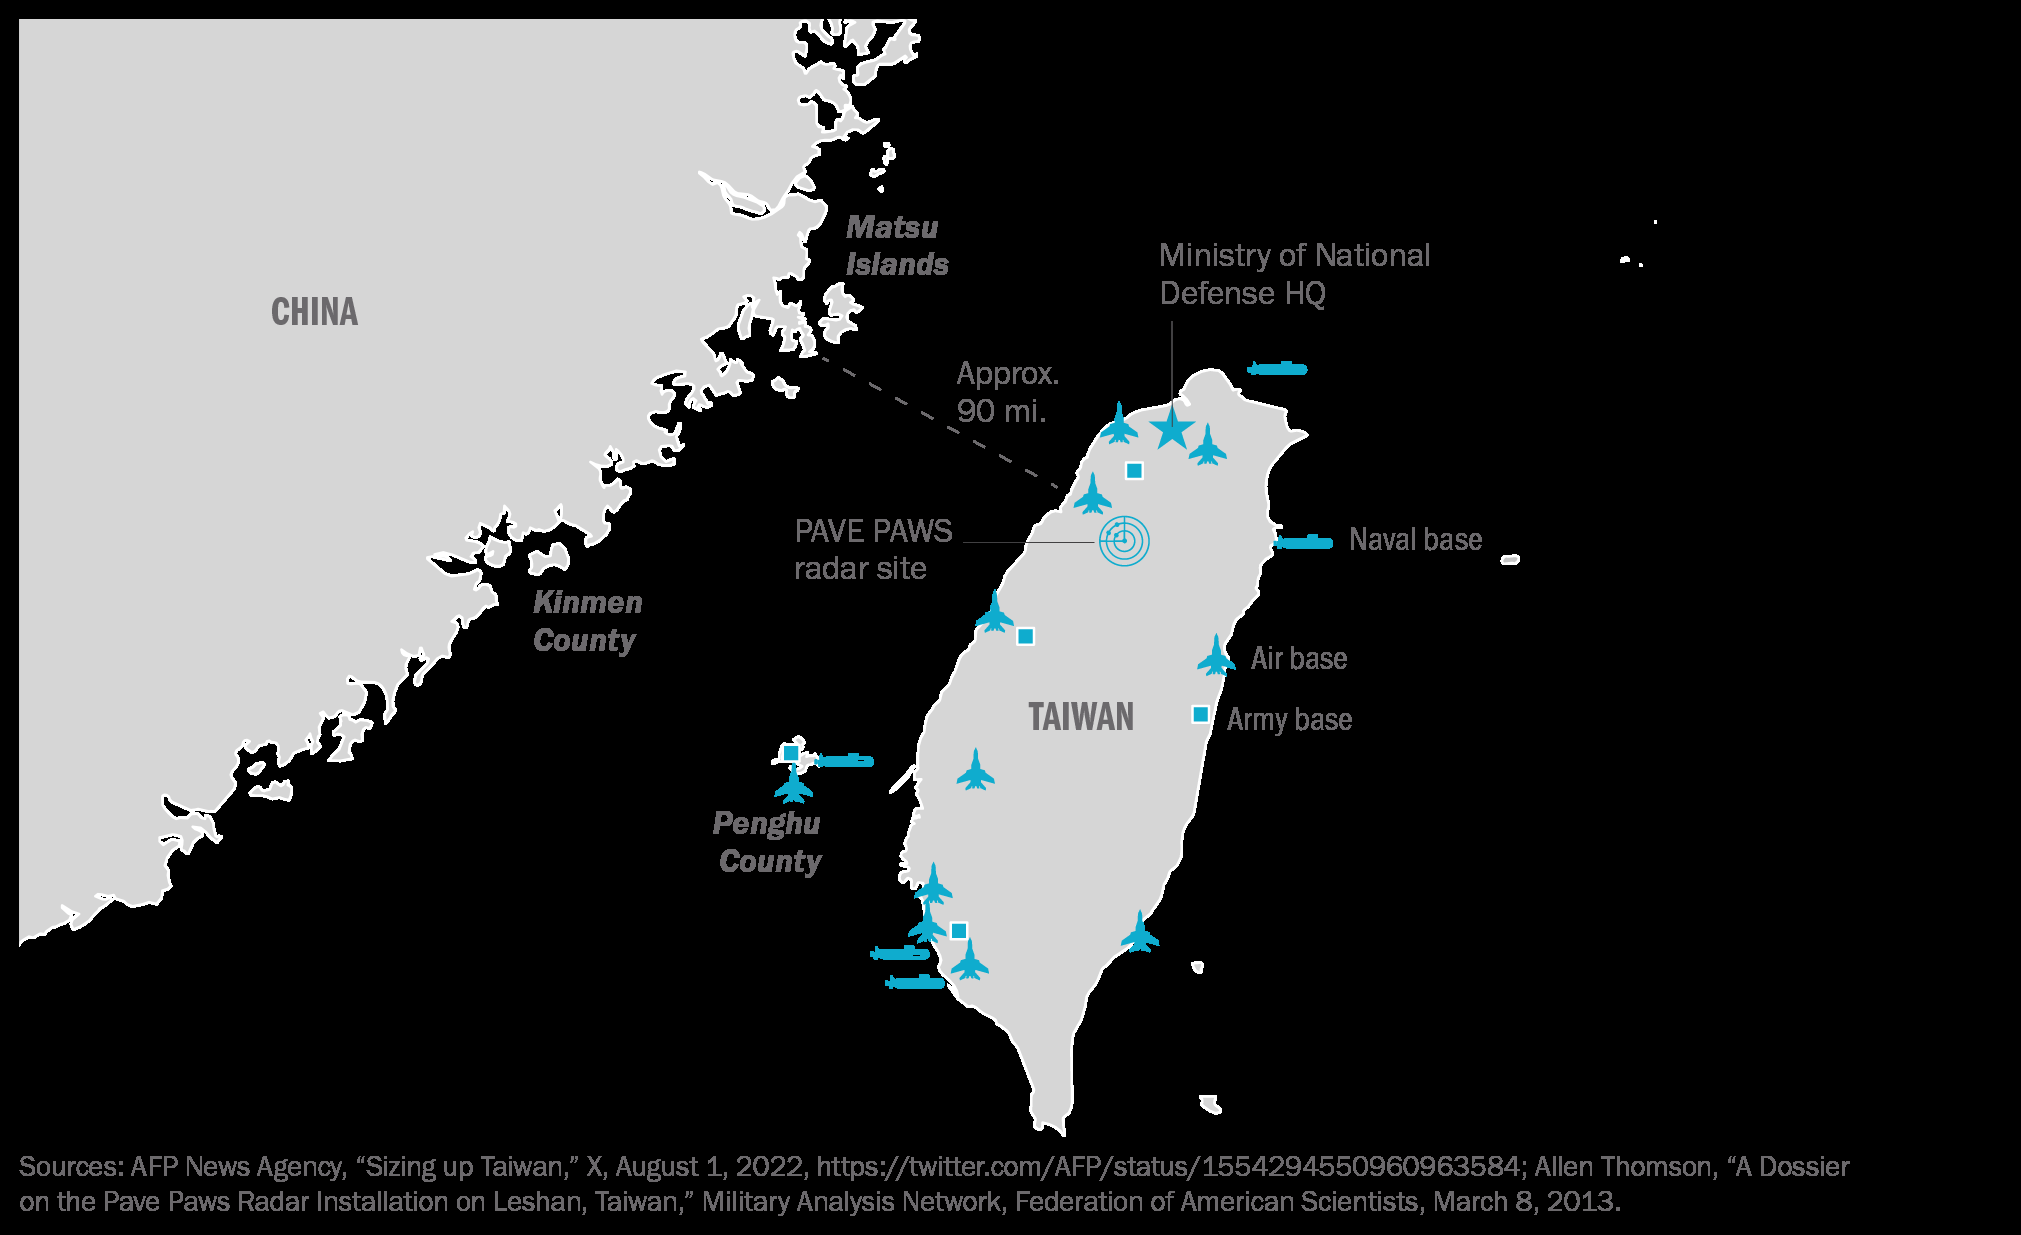 Matsu
Islands
Ministry of National
Defense HQ
CHINA
Approx.
90 mi.
PAVE PAWS
radar site
Naval base
Kinmen
County
Air base
TAIWAN
Army base
Penghu
County
Sources: AFP News Agency, “Sizing up Taiwan,” X, August 1, 2022, https://twitter.com/AFP/status/1554294550960963584; Allen Thomson, “A Dossier
on the Pave Paws Radar Installation on Leshan, Taiwan,” Military Analysis Network, Federation of American Scientists, March 8, 2013.